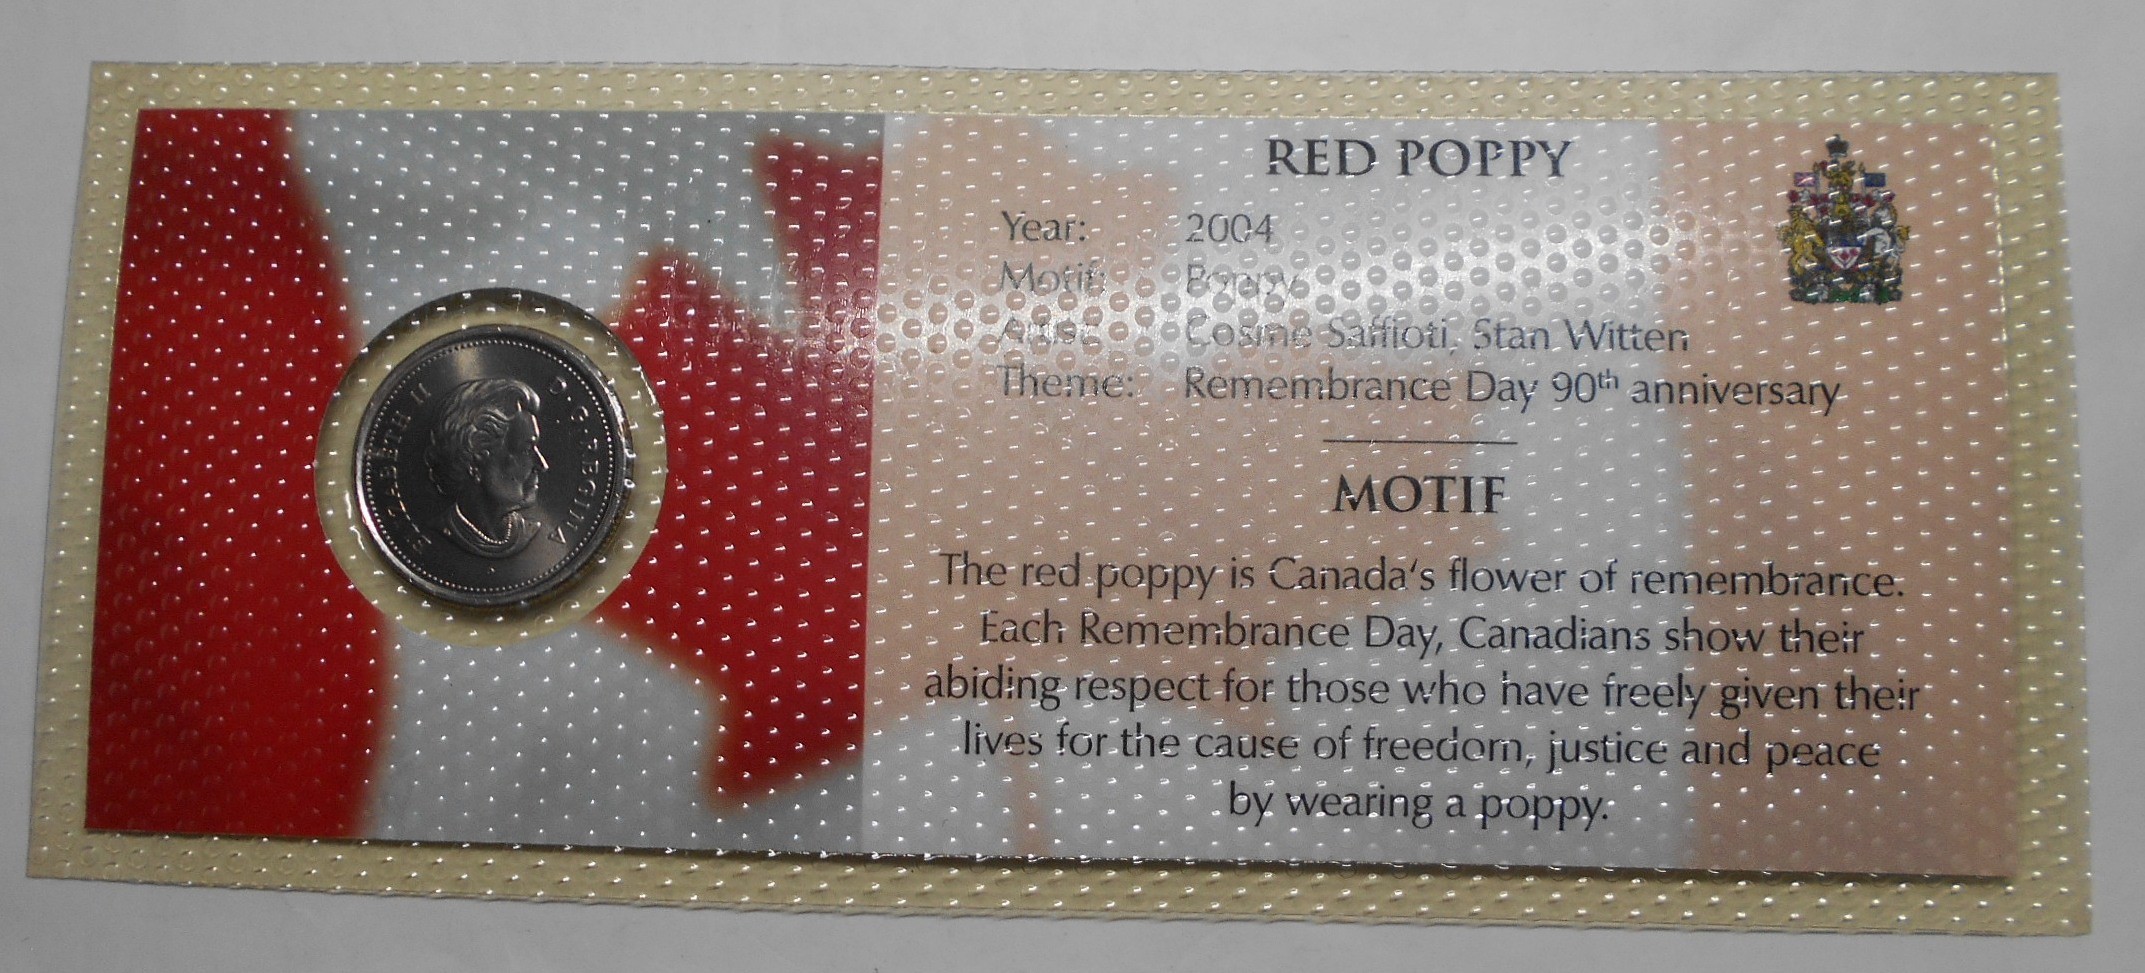 ELIZABETH II D·G·REGINA
RED POPPY
Year: 2004
Motif: Poppy
Artist: Cosme Saffioti, Stan Witten
Theme: Remembrance Day 90th anniversary
MOTIF
The red poppy is Canada's flower of remembrance.
Each Remembrance Day, Canadians show their
abiding respect for those who have freely given their
lives for the cause of freedom, justice and peace
by wearing a poppy.